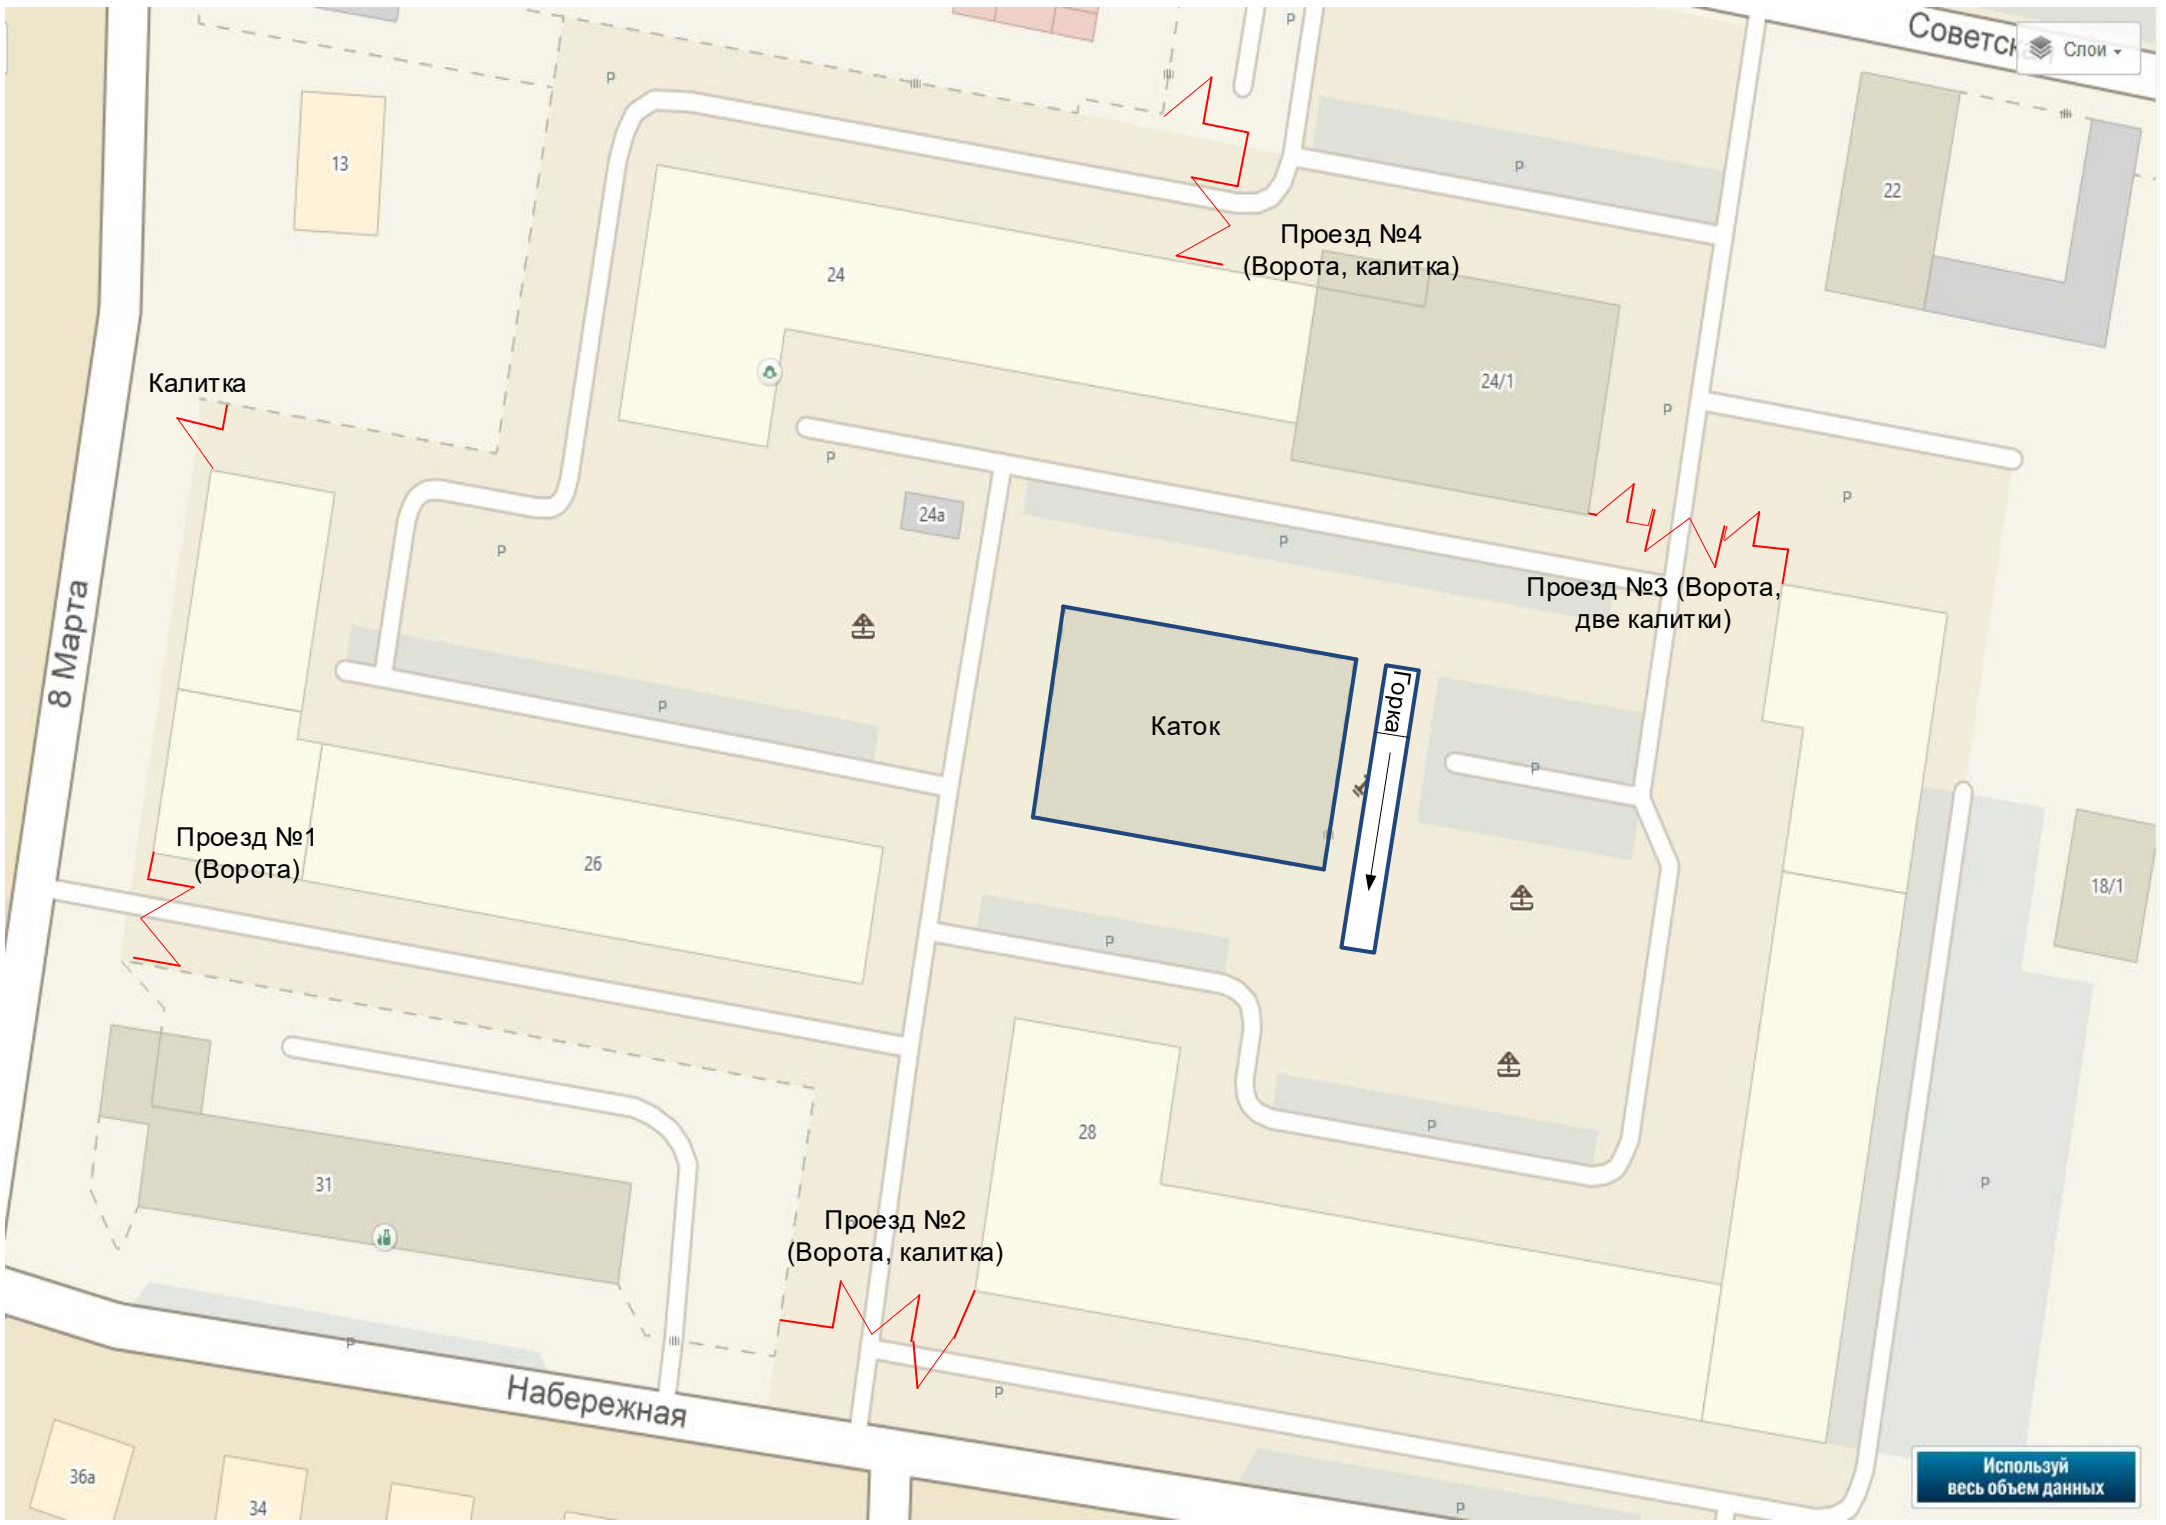 Советск
Слои
P
P
13
22
P
Проезд №4
(Ворота, калитка)
24
24/1
Калитка
P
P
P
24а
P
P
Проезд №3 (Ворота,
две калитки)
8 Марта
P
Горка
Каток
P
Проезд №1
(Ворота)
26
18/1
P
28
P
31
P
Проезд №2
(Ворота, калитка)
P
Набережная
P
36а
34
P
Используй
весь объем данных